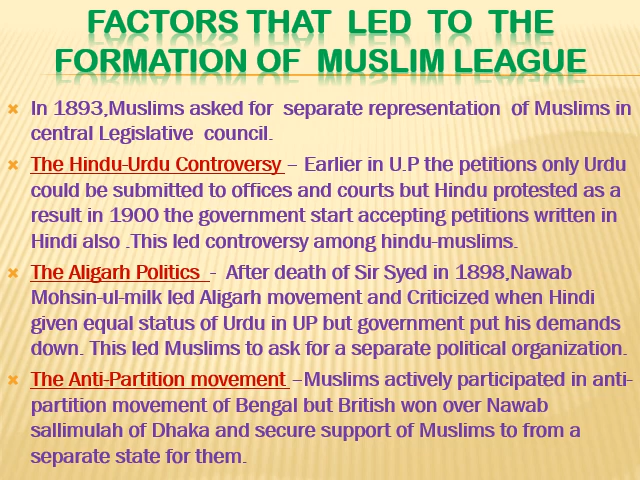 FACTORS THAT LED TO THE
FORMATION OF MUSLIM LEAGUE
In 1893,Muslims asked for separate representation of Muslims in
central Legislative council.
The Hindu-Urdu Controversy – Earlier in U.P the petitions only Urdu
could be submitted to offices and courts but Hindu protested as a
result in 1900 the government start accepting petitions written in
Hindi also .This led controversy among hindu-muslims.
The Aligarh Politics - After death of Sir Syed in 1898,Nawab
Mohsin-ul-milk led Aligarh movement and Criticized when Hindi
given equal status of Urdu in UP but government put his demands
down. This led Muslims to ask for a separate political organization.
The Anti-Partition movement –Muslims actively participated in anti-
partition movement of Bengal but British won over Nawab
sallimulah of Dhaka and secure support of Muslims to from a
separate state for them.